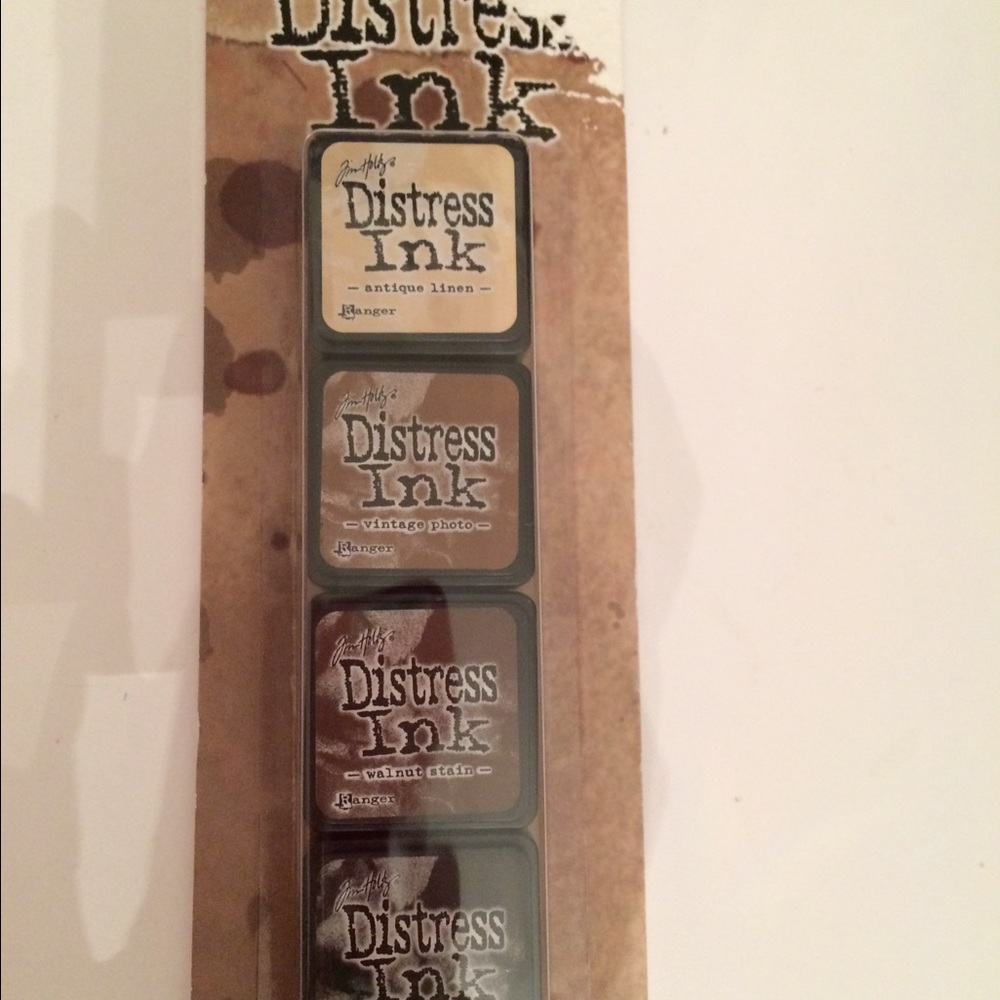 Distress
Ink
Tim Holtz®
Distress
Ink
— antique linen —
Ranger
Tim Holtz®
Distress
Ink
— vintage photo —
Ranger
Tim Holtz®
Distress
Ink
— walnut stain —
Ranger
Tim Holtz®
Distress
Ink